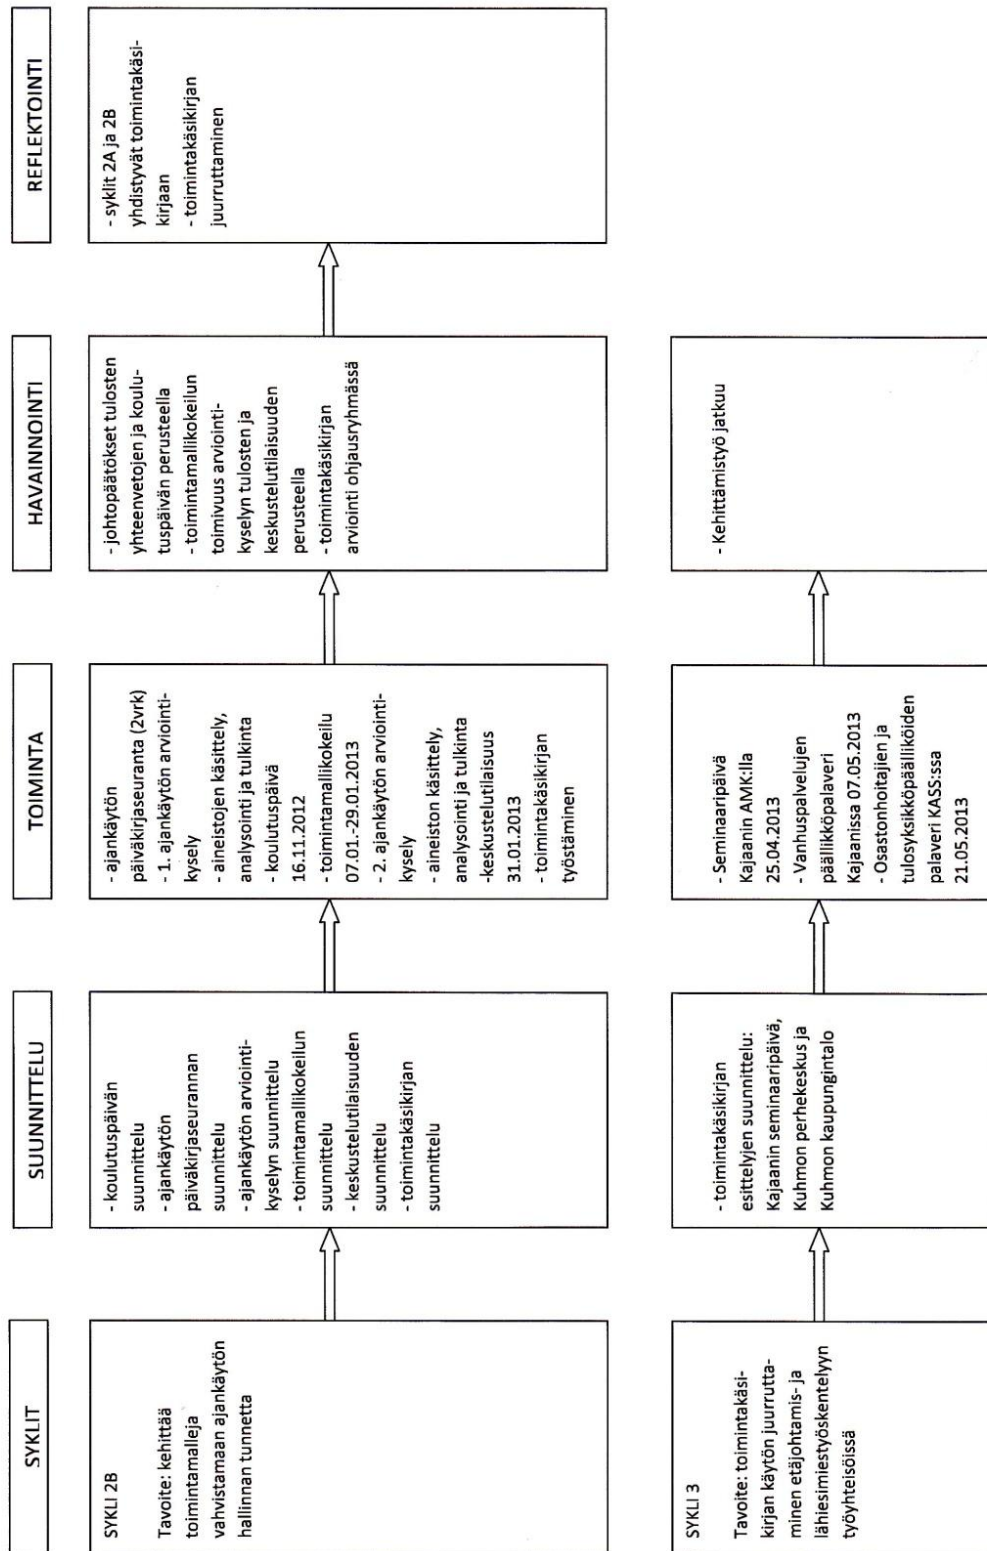 SYKLIT
SUUNNITTELU
TOIMINTA
HAVAINNOINTI
REFLEKTOINTI
SYKLI 2B
Tavoite: kehittää
toimintamalleja
vahvistamaan ajankäytön
hallinnan tunnetta
- koulutuspäivän
suunnittelu
- ajankäytön
päiväkirjaseurannan
suunnittelu
- ajankäytön arviointi-
kyselyn suunnittelu
- toimintamallikokeilun
suunnittelu
- keskustelutilaisuuden
suunnittelu
- toimintakäsikirjan
suunnittelu
- ajankäytön
päiväkirjaseuranta (2vrk)
- 1. ajankäytön arviointi-
kysely
- aineistojen käsittely,
analysointi ja tulkinta
- koulutuspäivä
16.11.2012
- toimintamallikokeilu
07.01.-29.01.2013
- 2. ajankäytön arviointi-
kysely
- aineiston käsittely,
analysointi ja tulkinta
-keskustelutilaisuus
31.01.2013
- toimintakäsikirjan
työstäminen
- johtopäätökset tulosten
yhteenvetojen ja koulu-
tuspäivän perusteella
- toimintamallikokeilun
toimivuus arviointi-
kyselyn tulosten ja
keskustelutilaisuuden
perusteella
- toimintakäsikirjan
arviointi ohjausryhmässä
- syklit 2A ja 2B
yhdistyvät toimintakäsi-
kirjaan
- toimintakäsikirjan
juurruttaminen
SYKLI 3
Tavoite: toimintakäsi-
kirjan käytön juurrutta-
minen etäjohtamis- ja
lähiesimiestyöskentelyyn
työyhteisöissä
- toimintakäsikirjan
esittelyjen suunnittelu:
Kajaanin seminaaripäivä,
Kuhmon perhekeskus ja
Kuhmon kaupungintalo
- Seminaaripäivä
Kajaanin AMK:lla
25.04.2013
- Vanhuspalvelujen
päällikköpalaveri
Kajaanissa 07.05.2013
- Osastonhoitajien ja
tulosyksikköpäälliköiden
palaveri KASS:ssa
21.05.2013
- Kehittämistyö jatkuu